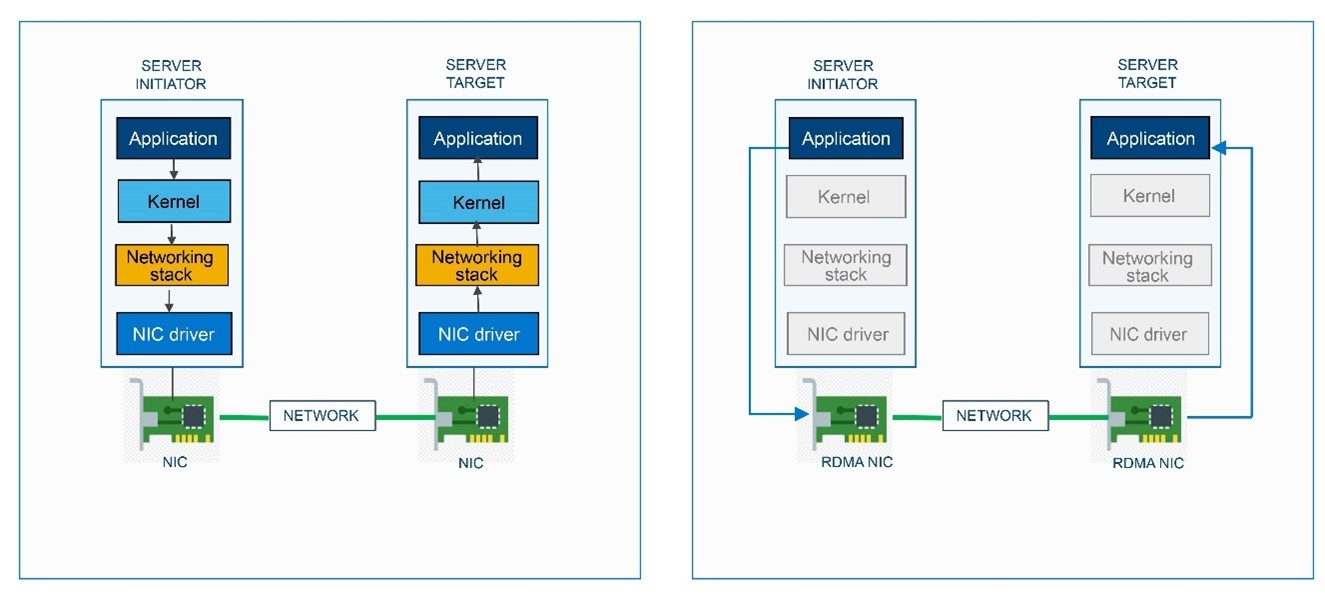 SERVER
INITIATOR
Application
Kernel
Networking
stack
NIC driver
NIC
SERVER
TARGET
Application
Kernel
Networking
stack
NIC driver
NIC
NETWORK
SERVER
INITIATOR
Application
Kernel
Networking
stack
NIC driver
RDMA NIC
SERVER
TARGET
Application
Kernel
Networking
stack
NIC driver
RDMA NIC
NETWORK